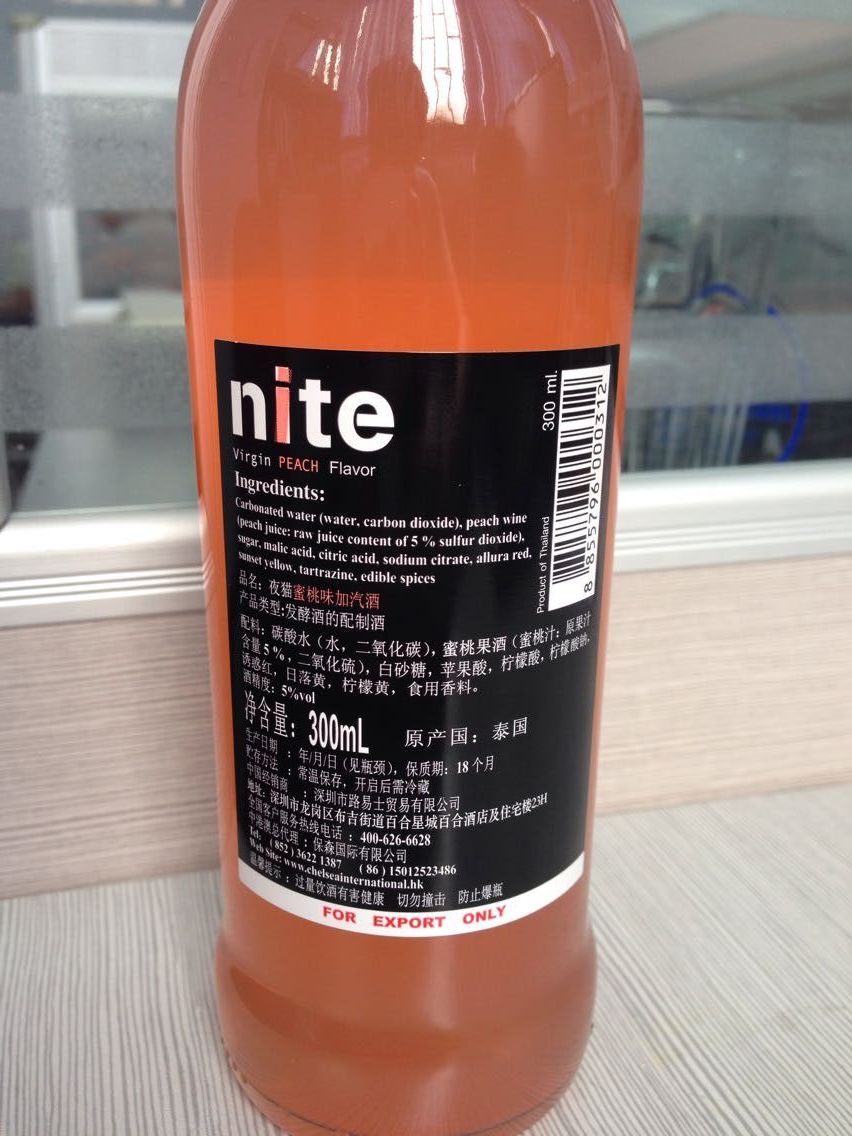 nite
Virgin PEACH Flavor
Ingredients:
Carbonated water (water, carbon dioxide), peach wine
(peach juice: raw juice content of 5 % sulfur dioxide),
sugar, malic acid, citric acid, sodium citrate, allura red,
sunset yellow, tartrazine, edible spices
300 ml.
Product of Thailand
8 855796 000312
品名：夜猫蜜桃味加汽酒
产品类型:发酵酒的配制酒
配料：碳酸水（水，二氧化碳），蜜桃果酒（蜜桃汁：原果汁
含量5%，二氧化硫），白砂糖，苹果酸，柠檬酸，柠檬酸钠，
诱惑红，日落黄，柠檬黄，食用香料。
酒精度：5%vol
净含量：300mL 原产国：泰国
生产日期：年/月/日（见瓶颈），保质期：18个月
贮存方法：常温保存，开启后需冷藏
中国经销商：深圳市路易士贸易有限公司
地址：深圳市龙岗区布吉街道百合星城百合酒店及住宅楼23H
全国客户服务热线电话：400-626-6628
中港澳总代理：保森国际有限公司
Tel：(852)3622 1387 (86)15012523486
Web Site: www.chelseainternational.hk
温馨提示：过量饮酒有害健康 切勿撞击 防止爆瓶
FOR EXPORT ONLY